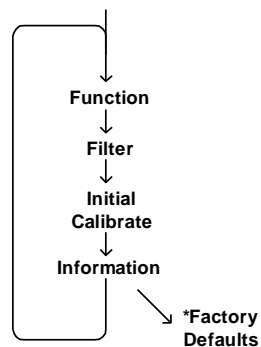 Function
Filter
Initial
Calibrate
Information
*Factory
Defaults